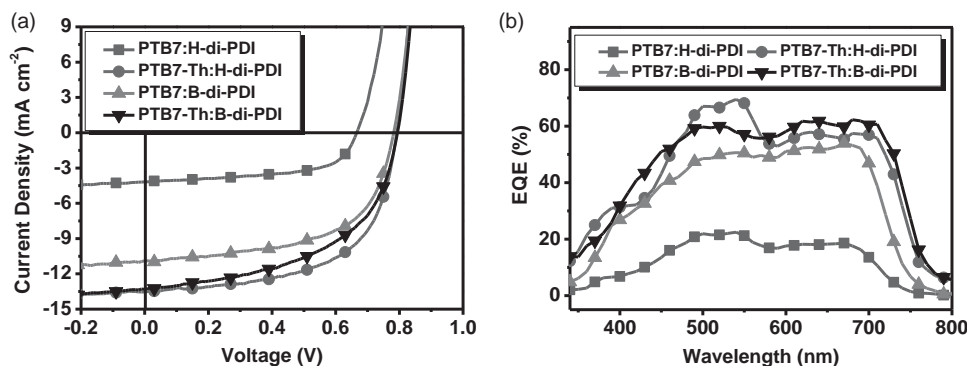 (a)
9
6
3
0
-3
-6
-9
-12
-15
Current Density (mA cm-2)
PTB7:H-di-PDI
PTB7-Th:H-di-PDI
PTB7:B-di-PDI
PTB7-Th:B-di-PDI
-0.2 0.0 0.2 0.4 0.6 0.8 1.0
Voltage (V)
(b)
80
60
40
20
0
EQE (%)
PTB7:H-di-PDI PTB7-Th:H-di-PDI
PTB7:B-di-PDI PTB7-Th:B-di-PDI
400 500 600 700 800
Wavelength (nm)